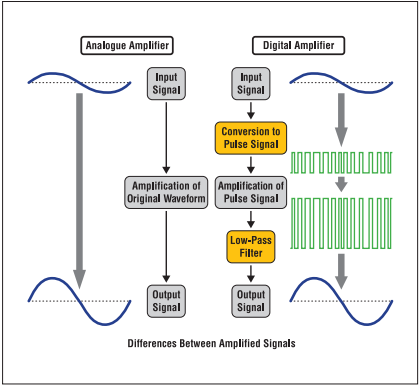 Analogue Amplifier
Digital Amplifier
Input
Signal
Amplification of
Original Waveform
Output
Signal
Input
Signal
Conversion to
Pulse Signal
Amplification of
Pulse Signal
Low-Pass
Filter
Output
Signal
Differences Between Amplified Signals